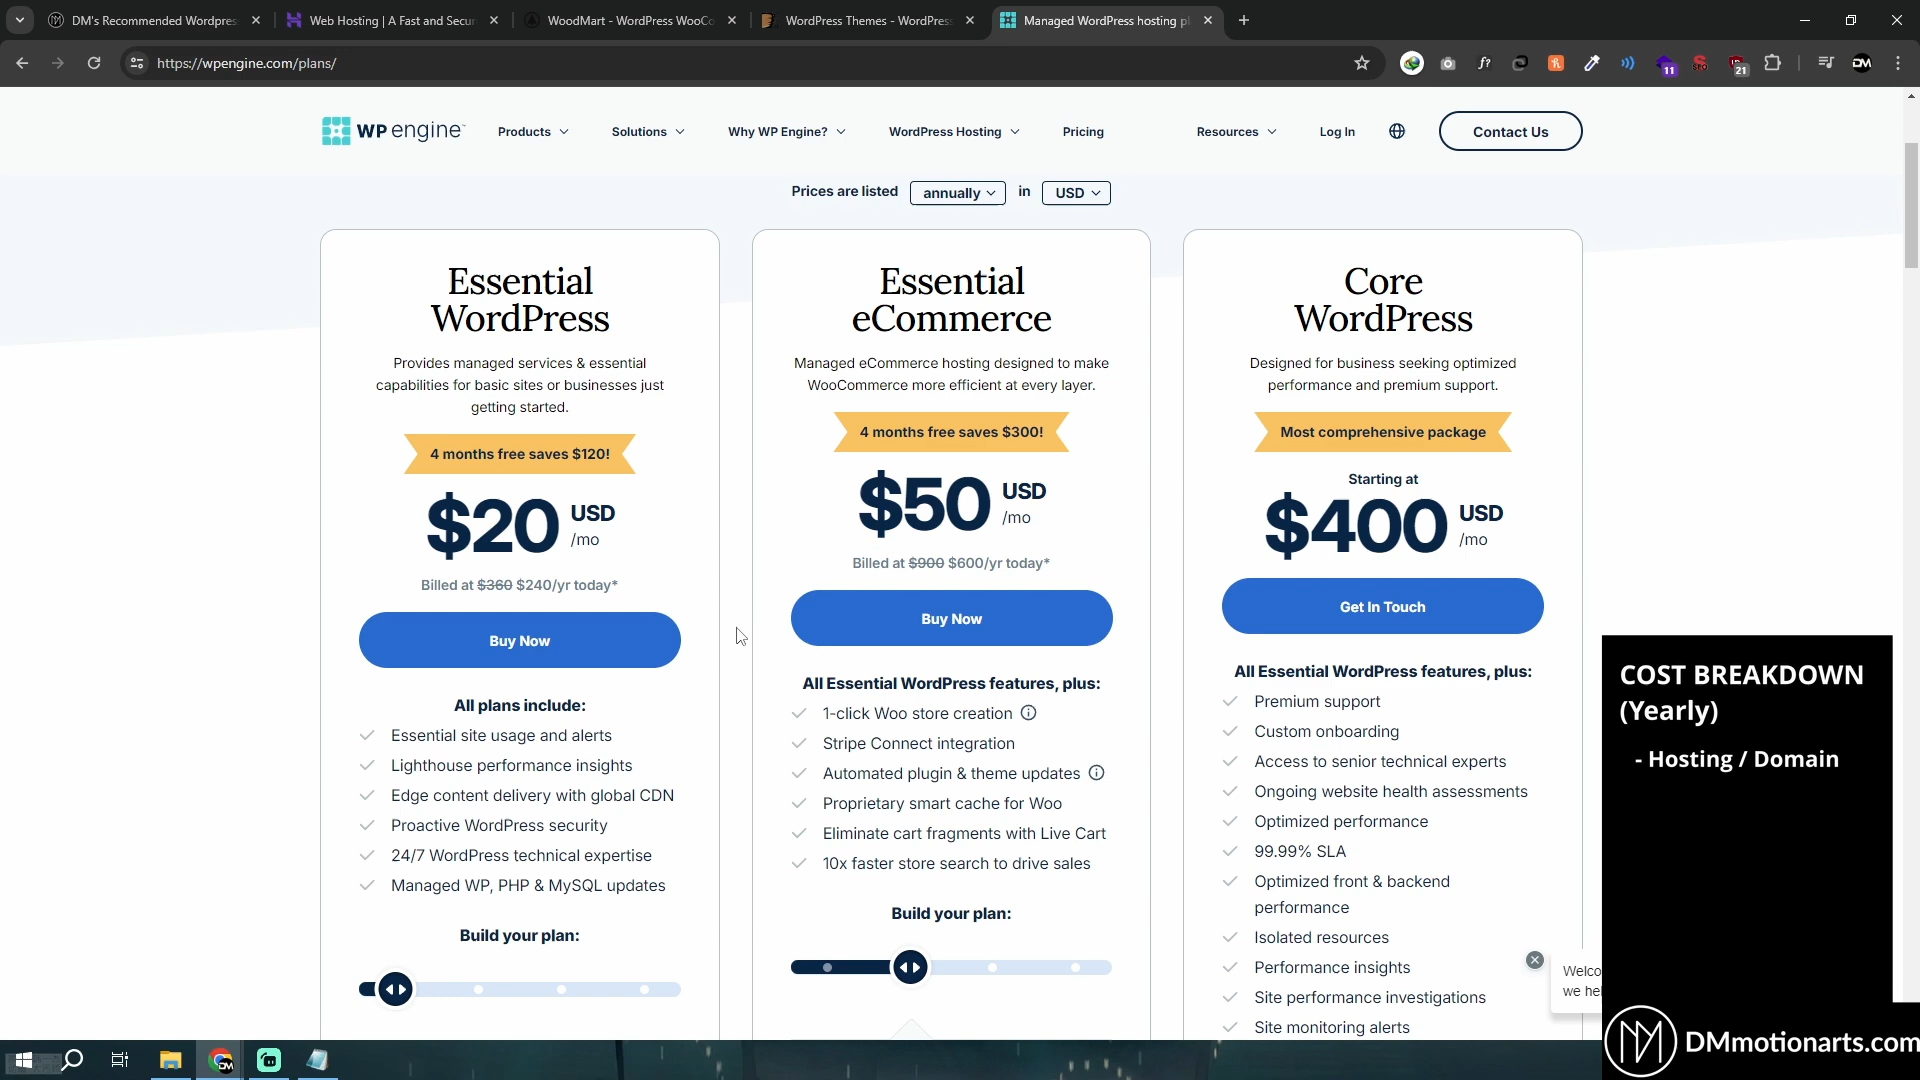 DM's Recommended Wordpres
Web Hosting | A Fast and Secur
WoodMart - WordPress WooCo
WordPress Themes - WordPress
Managed WordPress hosting pl
https://wpengine.com/plans/
11
21
DM
WP engine
Products
Solutions
Why WP Engine?
WordPress Hosting
Pricing
Resources
Log In
Contact Us
Prices are listed annually in USD
Essential
WordPress
Provides managed services & essential
capabilities for basic sites or businesses just
getting started.
4 months free saves $120!
$20 USD
/mo
Billed at $360 $240/yr today*
Buy Now
All plans include:
Essential site usage and alerts
Lighthouse performance insights
Edge content delivery with global CDN
Proactive WordPress security
24/7 WordPress technical expertise
Managed WP, PHP & MySQL updates
Build your plan:
Essential
eCommerce
Managed eCommerce hosting designed to make
WooCommerce more efficient at every layer.
4 months free saves $300!
$50 USD
/mo
Billed at $900 $600/yr today*
Buy Now
All Essential WordPress features, plus:
1-click Woo store creation
Stripe Connect integration
Automated plugin & theme updates
Proprietary smart cache for Woo
Eliminate cart fragments with Live Cart
10x faster store search to drive sales
Build your plan:
Core
WordPress
Designed for business seeking optimized
performance and premium support.
Most comprehensive package
Starting at
$400 USD
/mo
Get In Touch
All Essential WordPress features, plus:
Premium support
Custom onboarding
Access to senior technical experts
Ongoing website health assessments
Optimized performance
99.99% SLA
Optimized front & backend
performance
Isolated resources
Performance insights
Site performance investigations
Site monitoring alerts
Welco
we hel
COST BREAKDOWN
(Yearly)
- Hosting / Domain
DMmotionarts.com